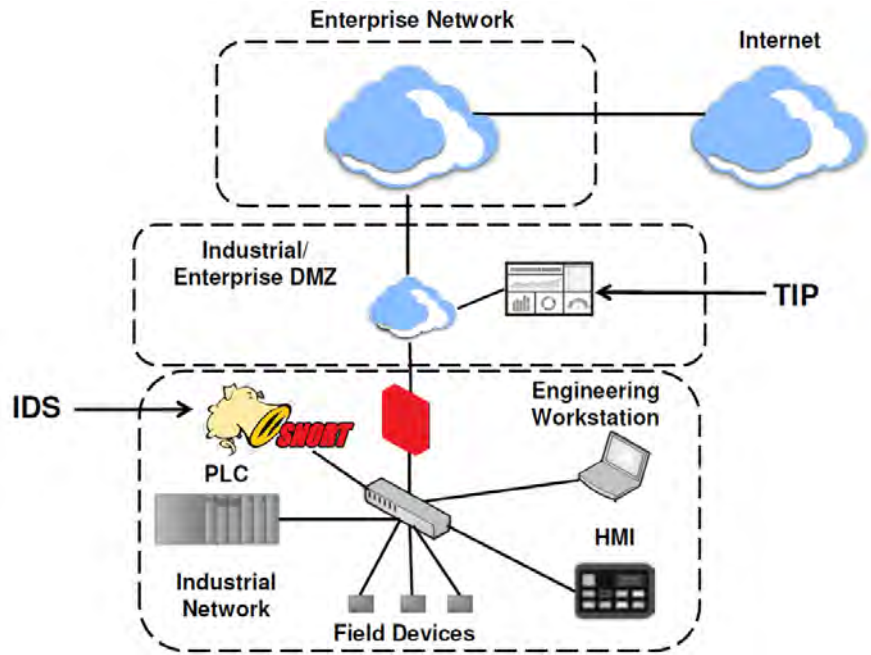 Enterprise Network
Internet
Industrial/
Enterprise DMZ
TIP
IDS
SNORT
Engineering
Workstation
PLC
HMI
Industrial
Network
Field Devices